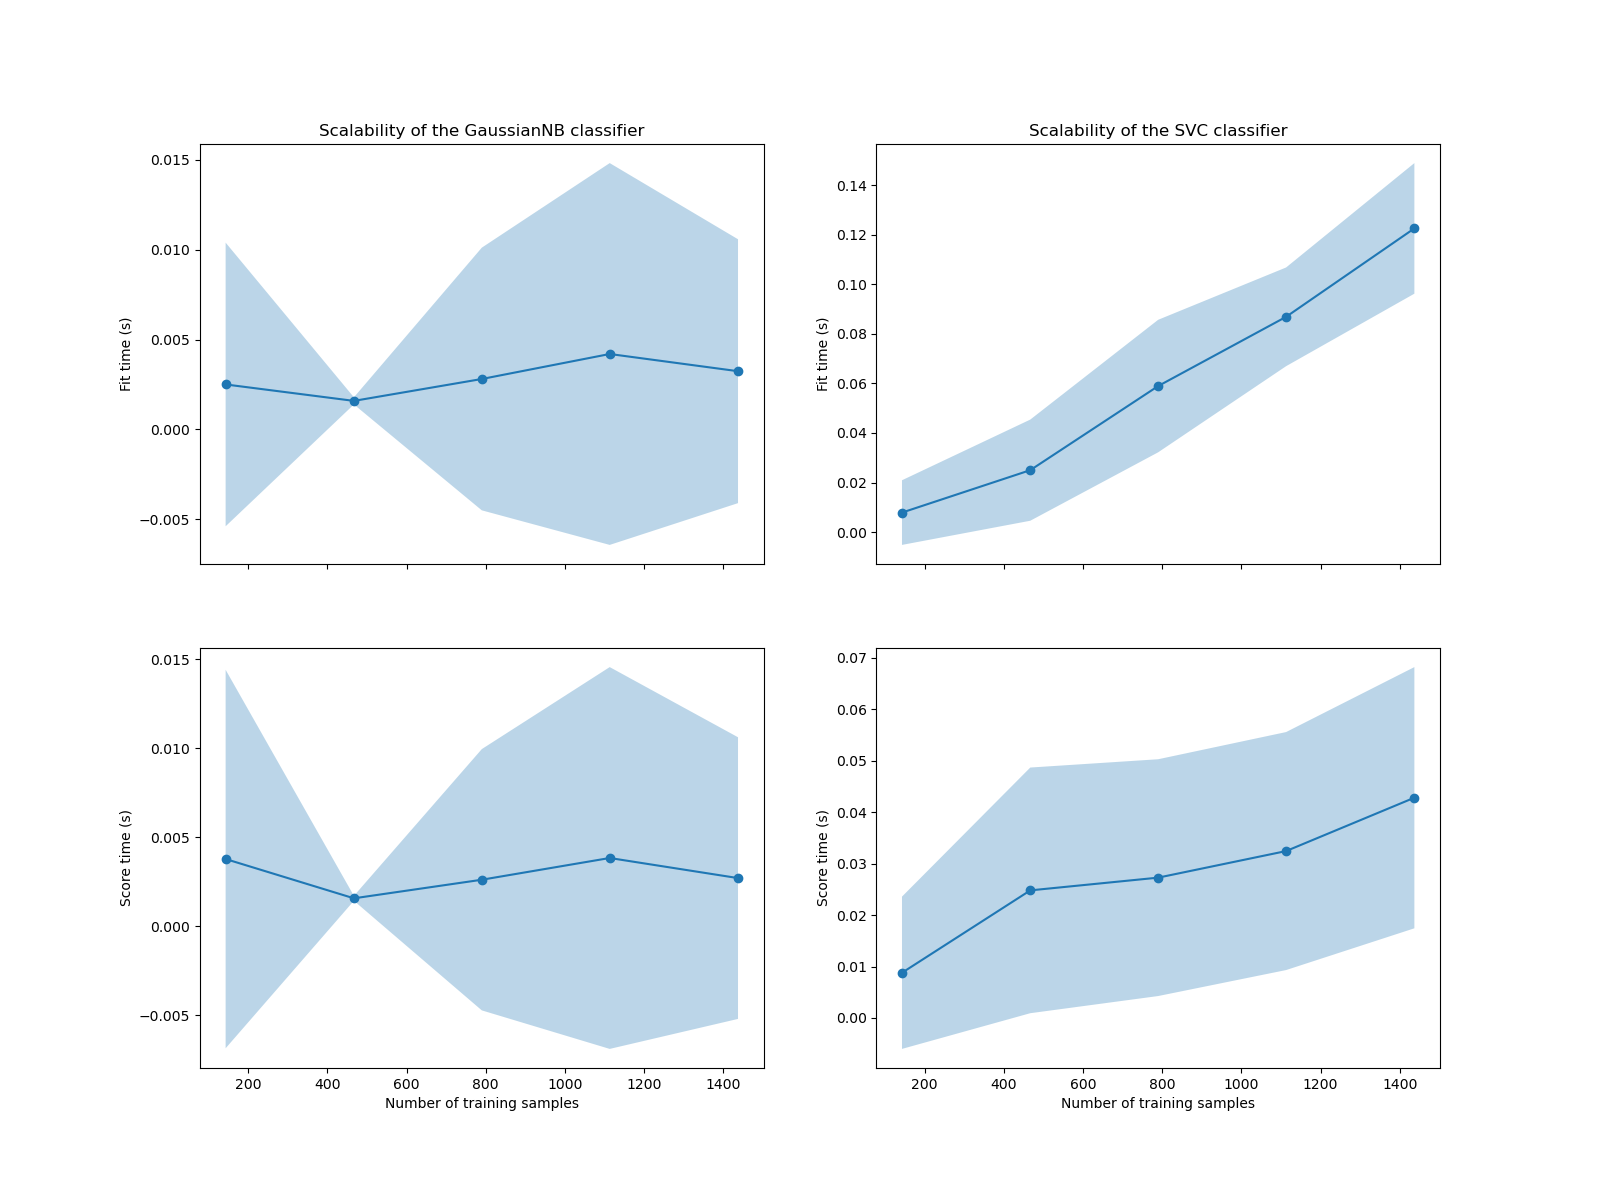 Scalability of the GaussianNB classifier
Fit time (s)
0.015
0.010
0.005
0.000
−0.005
Scalability of the SVC classifier
Fit time (s)
0.14
0.12
0.10
0.08
0.06
0.04
0.02
0.00
Score time (s)
0.015
0.010
0.005
0.000
−0.005
200 400 600 800 1000 1200 1400
Number of training samples
Score time (s)
0.07
0.06
0.05
0.04
0.03
0.02
0.01
0.00
200 400 600 800 1000 1200 1400
Number of training samples